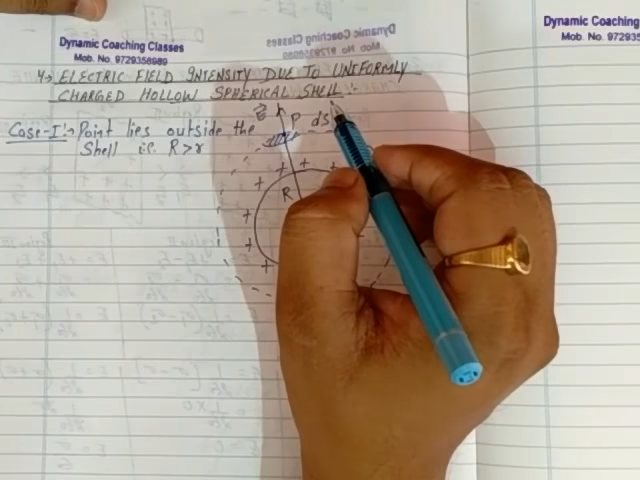 Dynamic Coaching Classes
Mob. No. 9729358989
Dynamic Coaching
Mob. No. 97293
4→ ELECTRIC FIELD INTENSITY DUE TO UNIFORMLY
CHARGED HOLLOW SPHERICAL SHELL :-
Case-I :→ Point lies outside the
Shell i.e. R>r
P ds
R